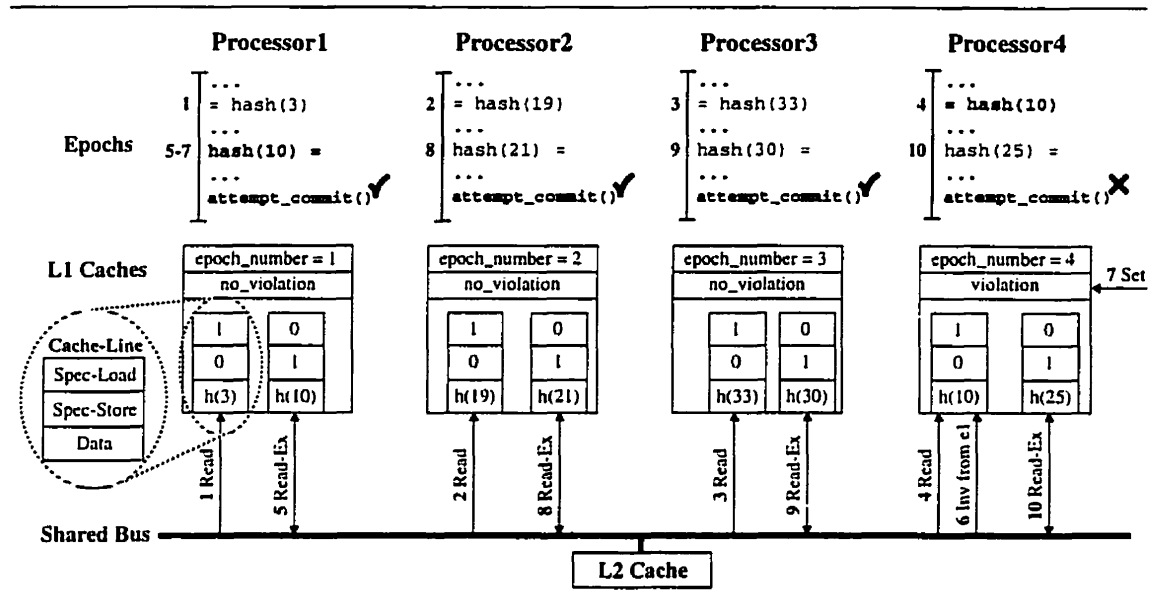 Processor1 Processor2 Processor3 Processor4
Epochs
...
1 = hash(3)
...
5-7 hash(10) =
...
attempt_commit() ✓
...
2 = hash(19)
...
8 hash(21) =
...
attempt_commit() ✓
...
3 = hash(33)
...
9 hash(30) =
...
attempt_commit() ✓
...
4 = hash(10)
...
10 hash(25) =
...
attempt_commit() ✗
L1 Caches
Cache-Line
Spec-Load
Spec-Store
Data
epoch_number = 1
no_violation
1 0
0 1
h(3) h(10)
epoch_number = 2
no_violation
1 0
0 1
h(19) h(21)
epoch_number = 3
no_violation
1 0
0 1
h(33) h(30)
epoch_number = 4
violation
7 Set
1 0
0 1
h(10) h(25)
1 Read
5 Read-Ex
2 Read
8 Read-Ex
3 Read
9 Read-Ex
4 Read
6 Inv from e1
10 Read-Ex
Shared Bus
L2 Cache